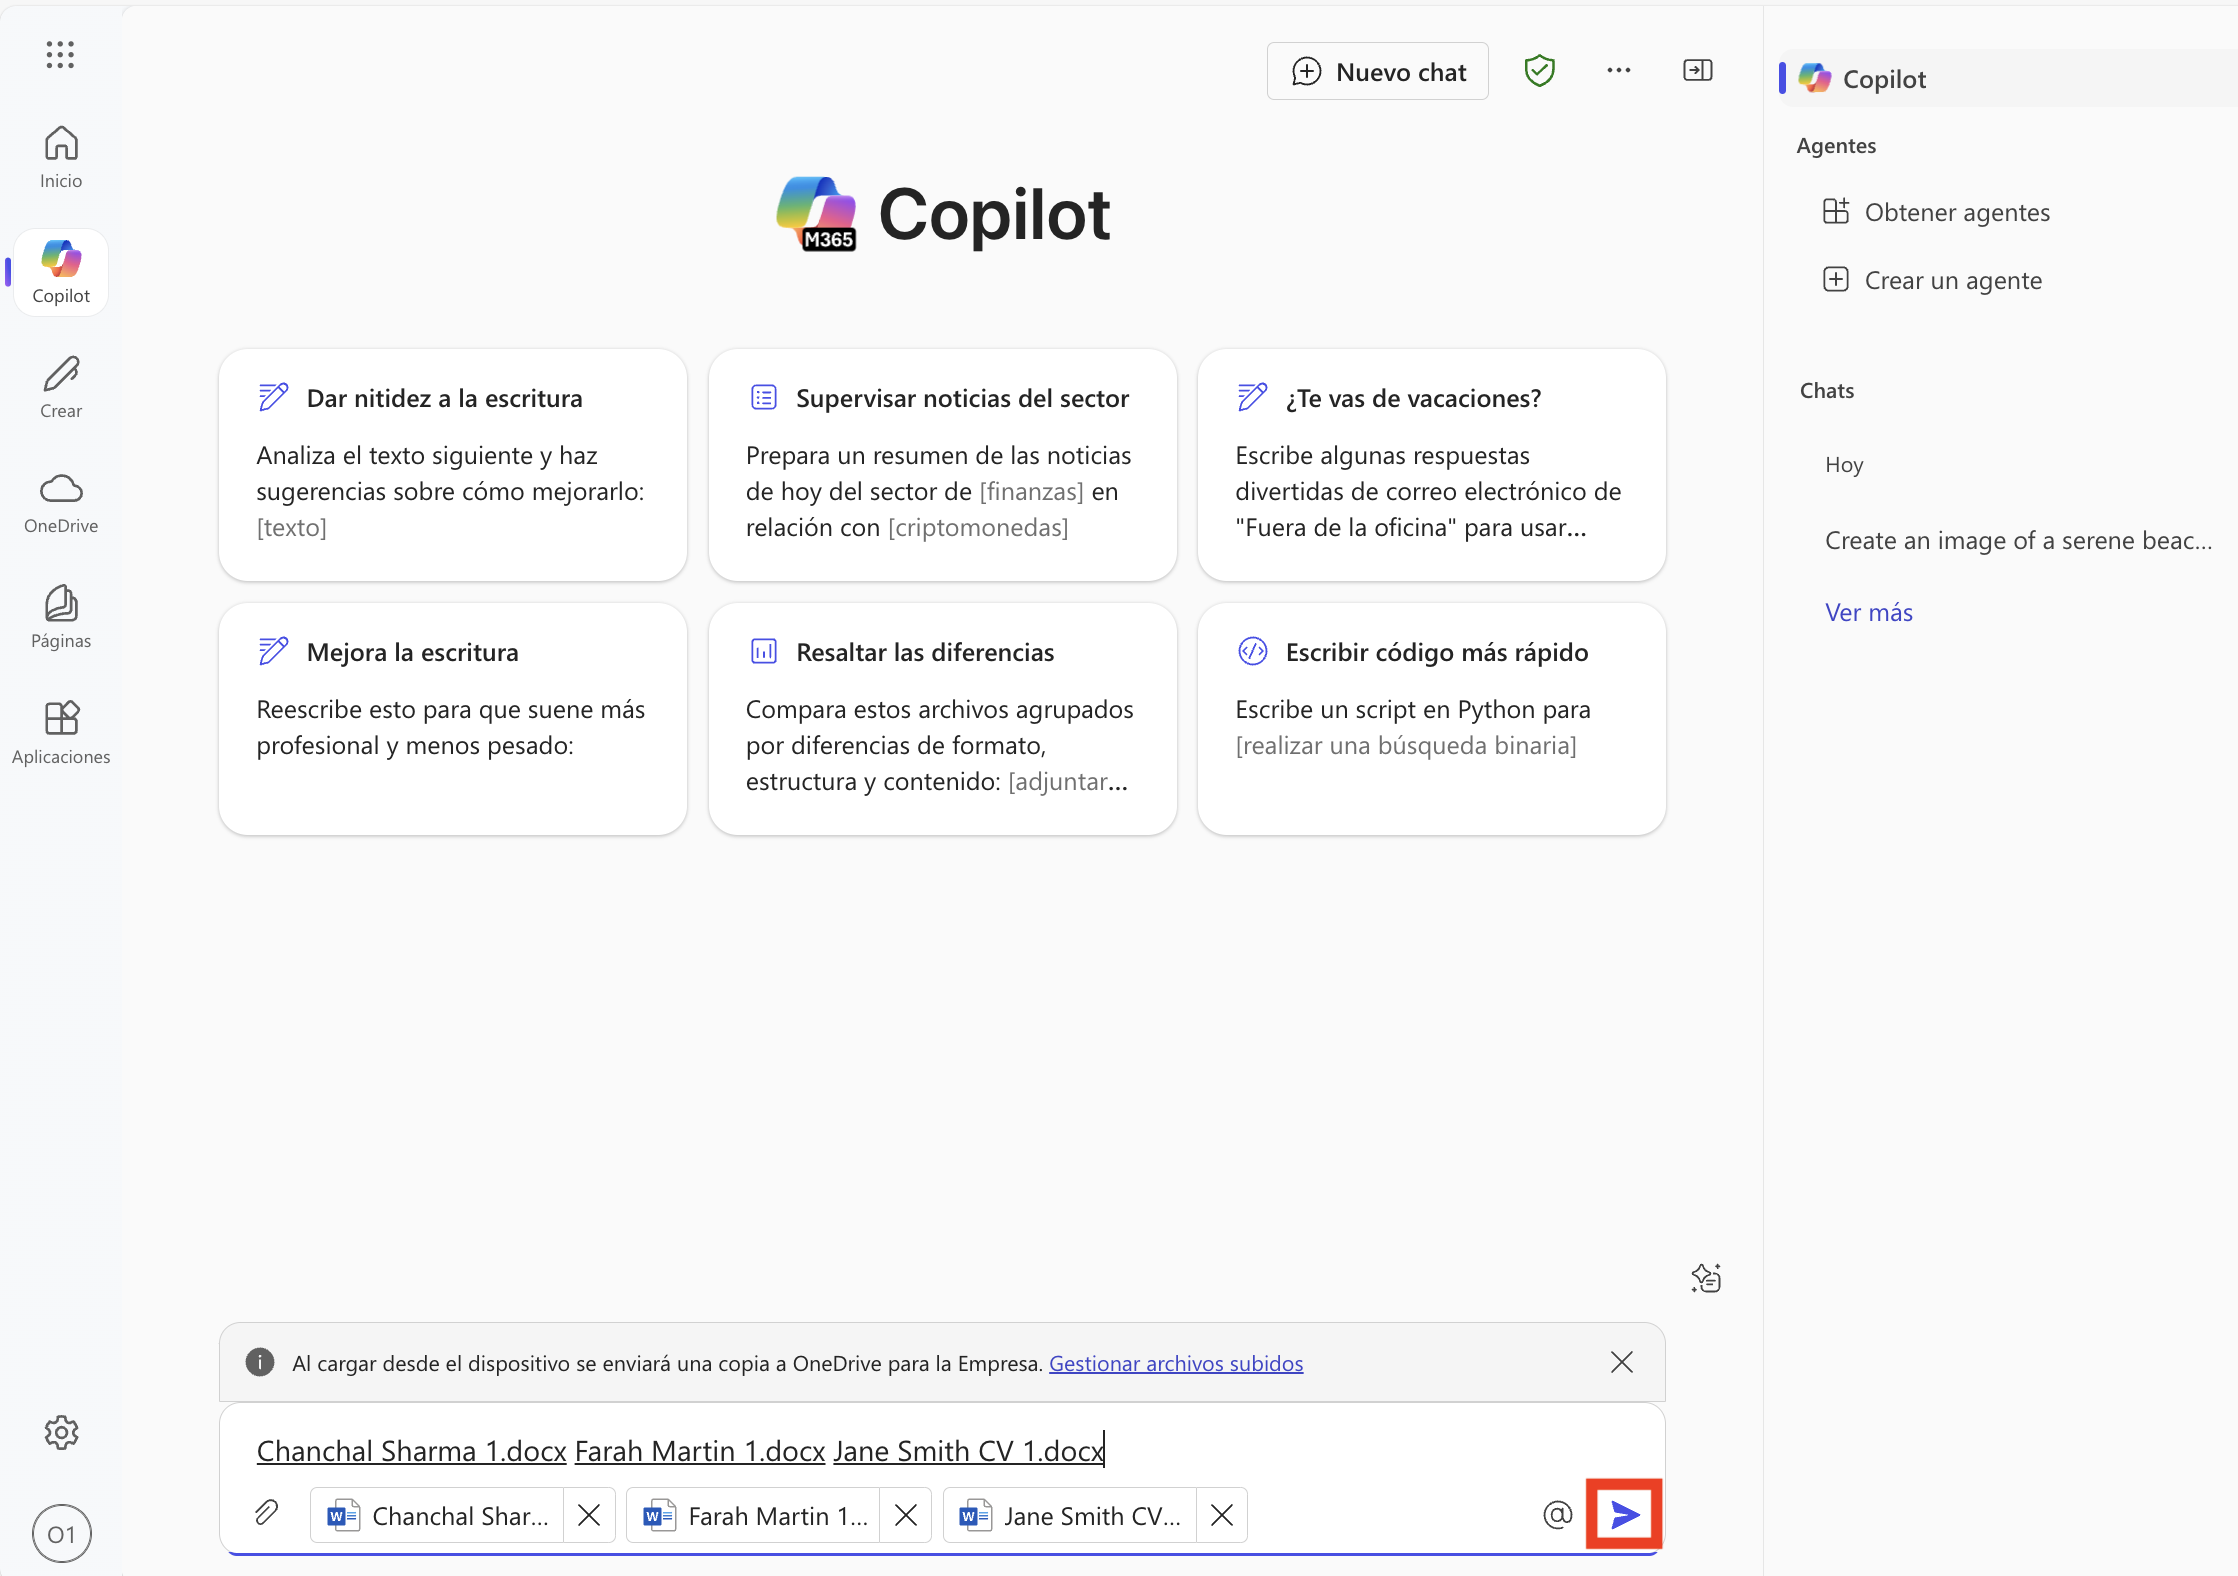 Inicio
Copilot
Crear
OneDrive
Páginas
Aplicaciones
O1
Nuevo chat
M365
Copilot
Dar nitidez a la escritura
Analiza el texto siguiente y haz
sugerencias sobre cómo mejorarlo:
[texto]
Supervisar noticias del sector
Prepara un resumen de las noticias
de hoy del sector de [finanzas] en
relación con [criptomonedas]
¿Te vas de vacaciones?
Escribe algunas respuestas
divertidas de correo electrónico de
"Fuera de la oficina" para usar...
Mejora la escritura
Reescribe esto para que suene más
profesional y menos pesado:
Resaltar las diferencias
Compara estos archivos agrupados
por diferencias de formato,
estructura y contenido: [adjuntar...
Escribir código más rápido
Escribe un script en Python para
[realizar una búsqueda binaria]
Al cargar desde el dispositivo se enviará una copia a OneDrive para la Empresa. Gestionar archivos subidos
Chanchal Sharma 1.docx Farah Martin 1.docx Jane Smith CV 1.docx
Chanchal Shar...
Farah Martin 1...
Jane Smith CV...
Copilot
Agentes
Obtener agentes
Crear un agente
Chats
Hoy
Create an image of a serene beac...
Ver más